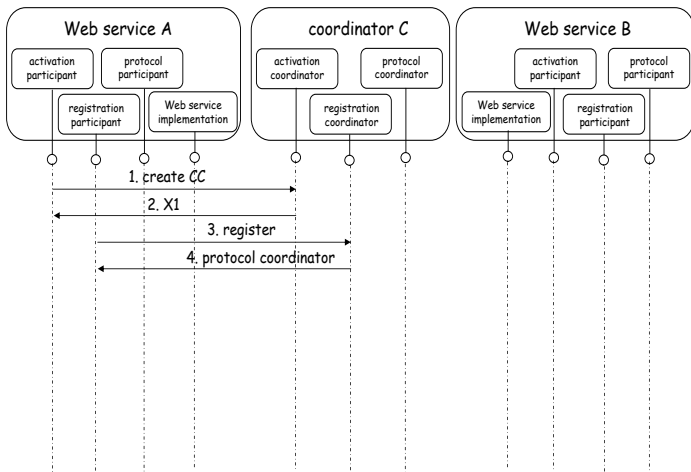 Web service A
activation
participant
protocol
participant
registration
participant
Web service
implementation
coordinator C
activation
coordinator
protocol
coordinator
registration
coordinator
Web service B
activation
participant
protocol
participant
Web service
implementation
registration
participant
1. create CC
2. X1
3. register
4. protocol coordinator